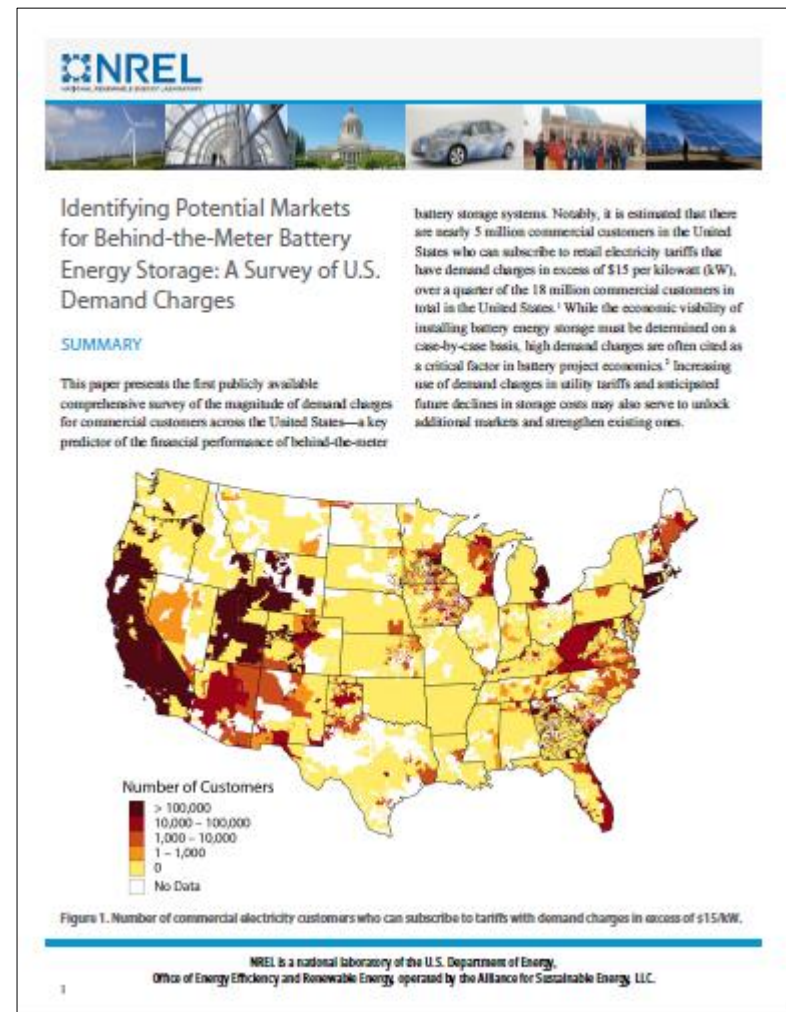 NREL
NATIONAL RENEWABLE ENERGY LABORATORY
Identifying Potential Markets
for Behind-the-Meter Battery
Energy Storage: A Survey of U.S.
Demand Charges
SUMMARY
This paper presents the first publicly available
comprehensive survey of the magnitude of demand charges
for commercial customers across the United States—a key
predictor of the financial performance of behind-the-meter
battery storage systems. Notably, it is estimated that there
are nearly 5 million commercial customers in the United
States who can subscribe to retail electricity tariffs that
have demand charges in excess of $15 per kilowatt (kW),
over a quarter of the 18 million commercial customers in
total in the United States.¹ While the economic viability of
installing battery energy storage must be determined on a
case-by-case basis, high demand charges are often cited as
a critical factor in battery project economics.² Increasing
use of demand charges in utility tariffs and anticipated
future declines in storage costs may also serve to unlock
additional markets and strengthen existing ones.
Number of Customers
> 100,000
10,000 – 100,000
1,000 – 10,000
1 – 1,000
0
No Data
Figure 1. Number of commercial electricity customers who can subscribe to tariffs with demand charges in excess of $15/kW.
NREL is a national laboratory of the U.S. Department of Energy,
Office of Energy Efficiency and Renewable Energy, operated by the Alliance for Sustainable Energy, LLC.
1